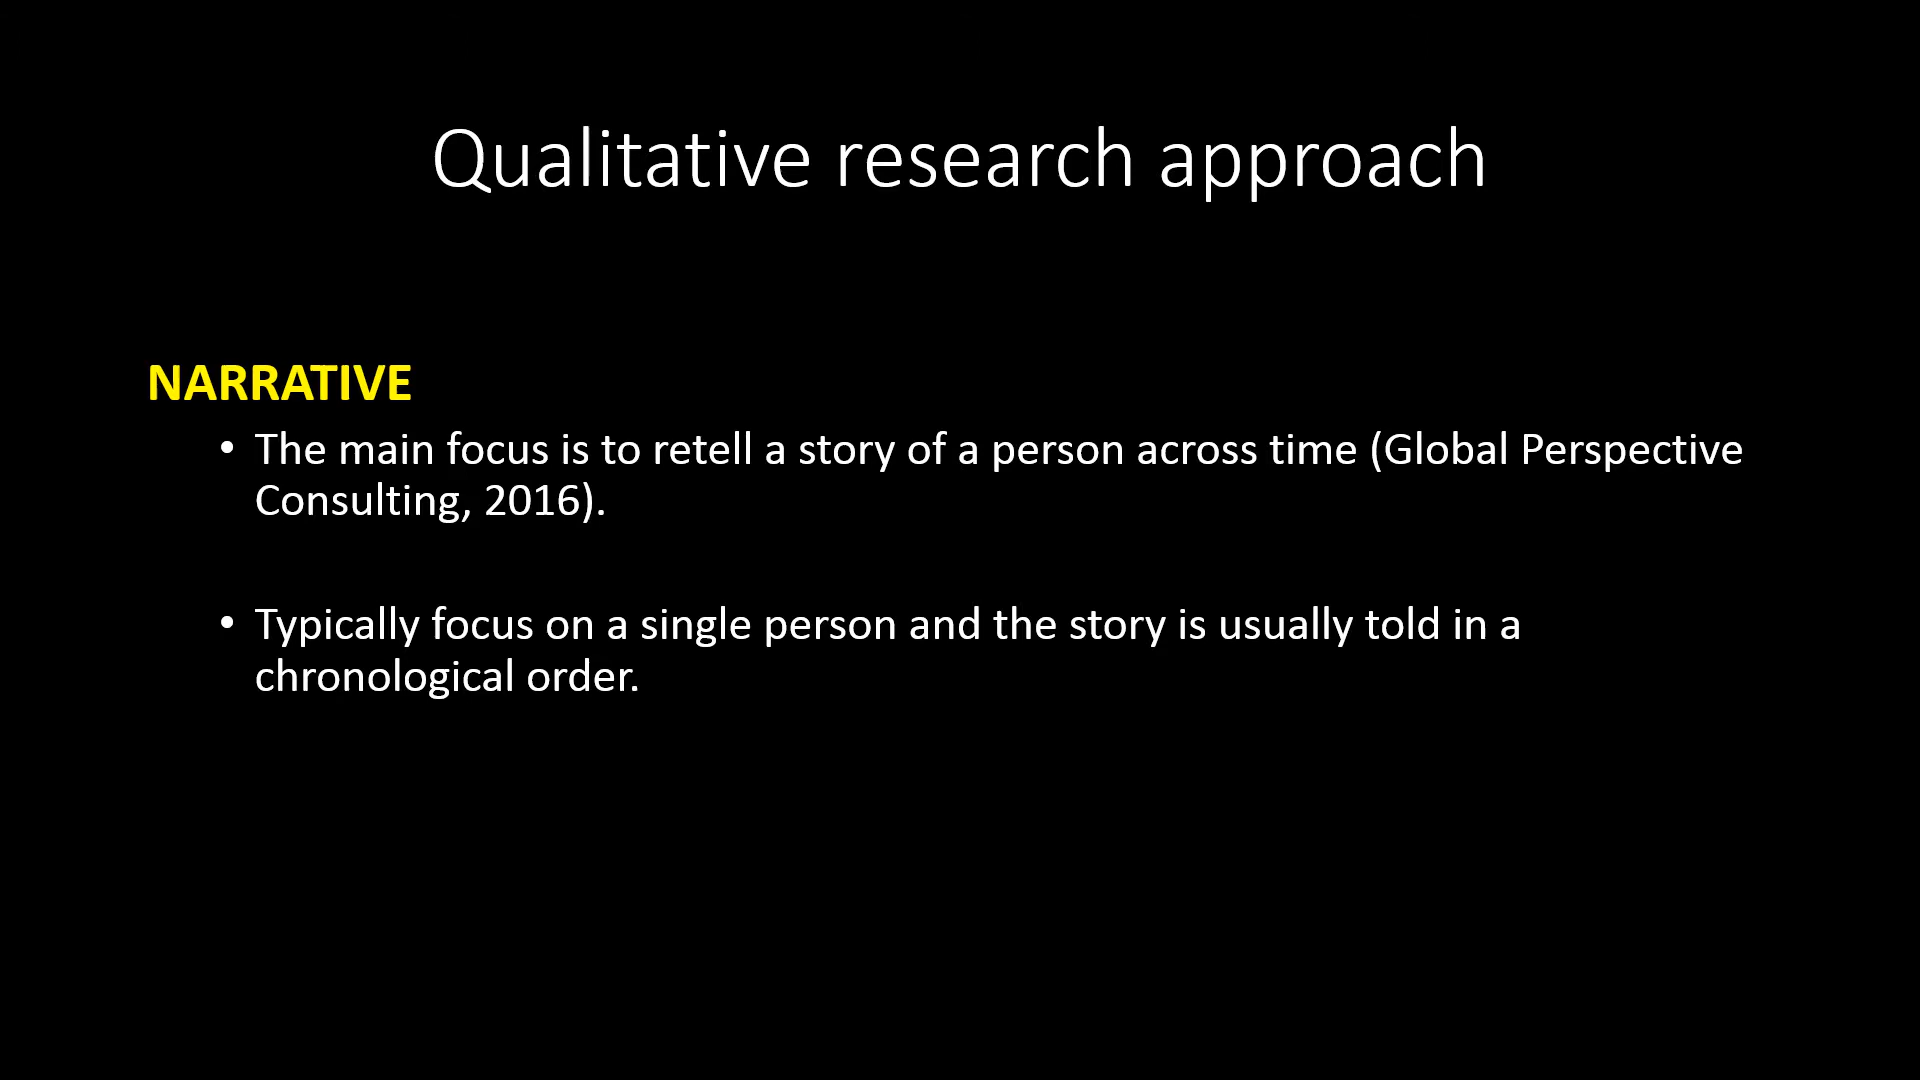 Qualitative research approach
NARRATIVE
• The main focus is to retell a story of a person across time (Global Perspective
Consulting, 2016).
• Typically focus on a single person and the story is usually told in a
chronological order.